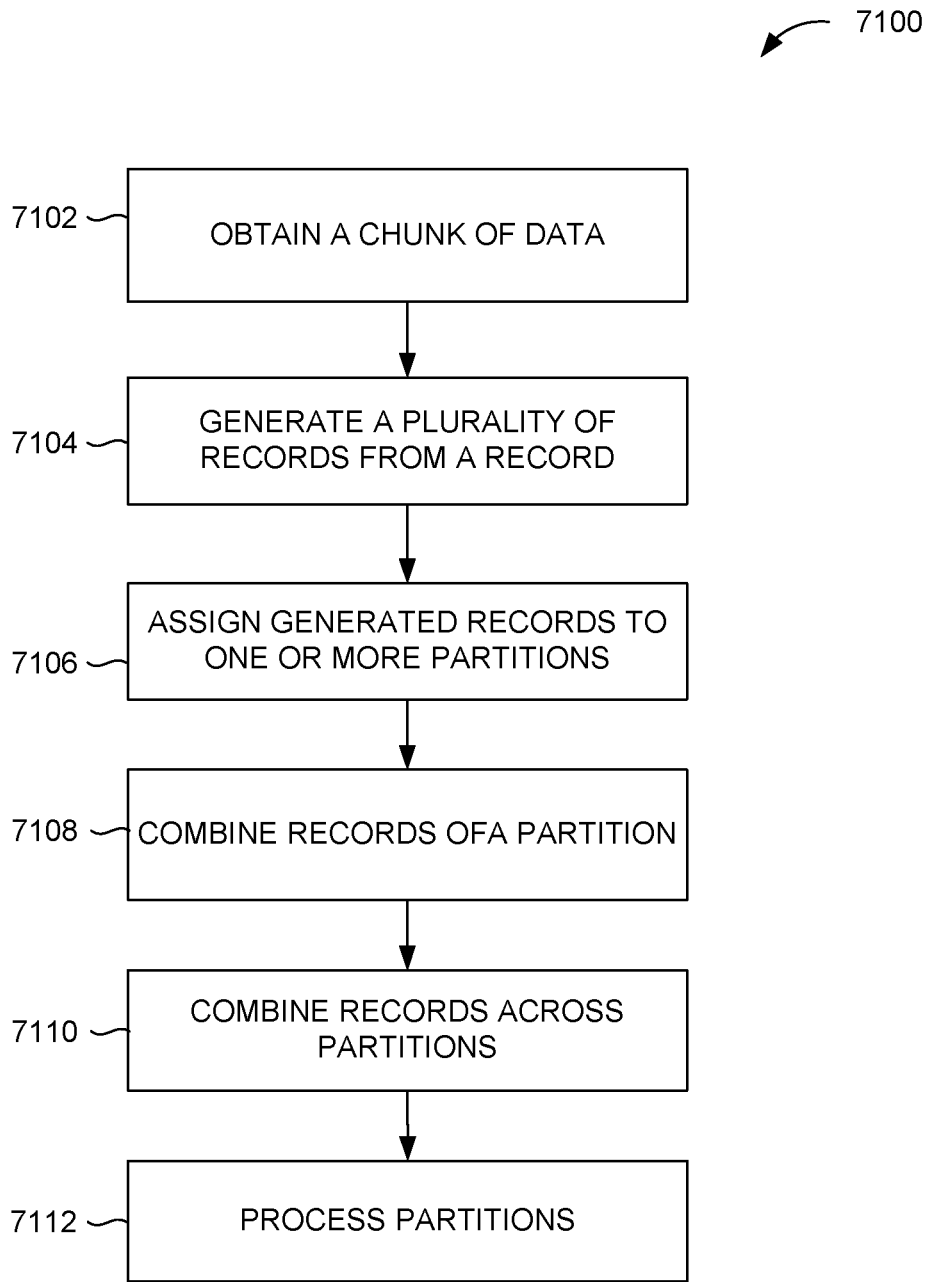 7100
7102
OBTAIN A CHUNK OF DATA
GENERATE A PLURALITY OF
RECORDS FROM A RECORD
7104
ASSIGN GENERATED RECORDS TO
ONE OR MORE PARTITIONS
7106
7108
COMBINE RECORDS OFA PARTITION
COMBINE RECORDS ACROSS
PARTITIONS
7110
7112
PROCESS PARTITIONS